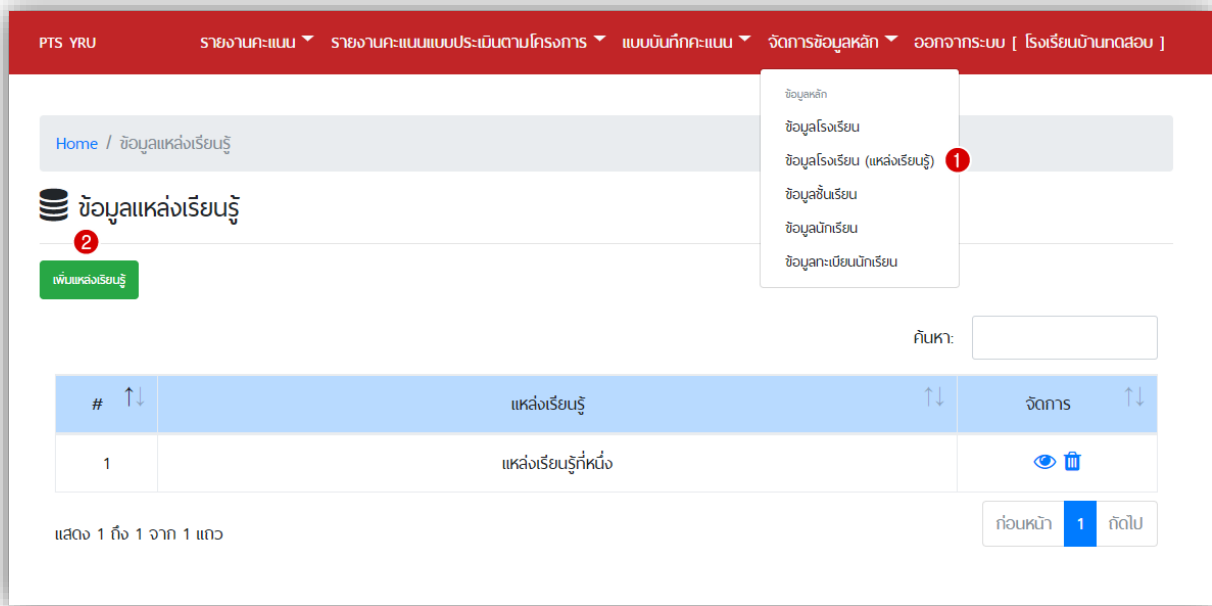 PTS YRU รายงานคะแนน รายงานคะแนนแบบประเมินตามโครงการ แบบบันทึกคะแนน จัดการข้อมูลหลัก ออกจากระบบ [ โรงเรียนบ้านทดสอบ ]
ข้อมูลหลัก
ข้อมูลโรงเรียน
ข้อมูลโรงเรียน (แหล่งเรียนรู้) 1
ข้อมูลชั้นเรียน
ข้อมูลนักเรียน
ข้อมูลทะเบียนนักเรียน
Home / ข้อมูลแหล่งเรียนรู้
ข้อมูลแหล่งเรียนรู้
2
เพิ่มแหล่งเรียนรู้
ค้นหา:
# แหล่งเรียนรู้ จัดการ
1 แหล่งเรียนรู้ที่หนึ่ง
แสดง 1 ถึง 1 จาก 1 แถว
ก่อนหน้า 1 ถัดไป